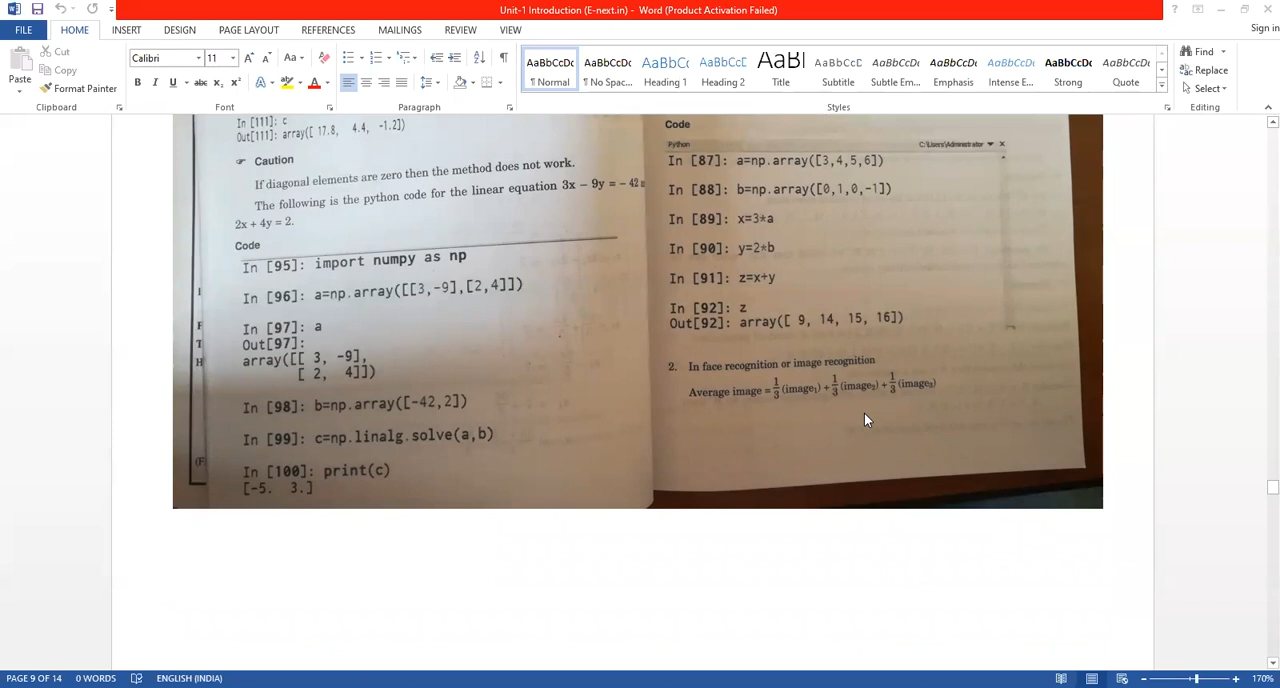 Unit-1 Introduction (E-next.in) - Word (Product Activation Failed)
Sign in
FILE HOME INSERT DESIGN PAGE LAYOUT REFERENCES MAILINGS REVIEW VIEW
Paste
Cut
Copy
Format Painter
Clipboard
Calibri 11
Font
Paragraph
AaBbCcDc AaBbCcDc AaBbCc AaBbCcD AaBl AaBbCcD AaBbCcDc AaBbCcDc AaBbCcDc AaBbCcDc AaBbCcDc
¶ Normal ¶ No Spac... Heading 1 Heading 2 Title Subtitle Subtle Em... Emphasis Intense E... Strong Quote
Styles
Find
Replace
Select
Editing
In [111]: c
Out[111]: array([ 17.8, 4.4, -1.2])
Caution
If diagonal elements are zero then the method does not work.
The following is the python code for the linear equation 3x − 9y = − 42
2x + 4y = 2.
Code
In [95]: import numpy as np
In [96]: a=np.array([[3,-9],[2,4]])
In [97]: a
Out[97]:
array([[ 3, -9],
[ 2, 4]])
In [98]: b=np.array([-42,2])
In [99]: c=np.linalg.solve(a,b)
In [100]: print(c)
[-5. 3.]
Code
Python C:\Users\Administrator
In [87]: a=np.array([3,4,5,6])
In [88]: b=np.array([0,1,0,-1])
In [89]: x=3*a
In [90]: y=2*b
In [91]: z=x+y
In [92]: z
Out[92]: array([ 9, 14, 15, 16])
2. In face recognition or image recognition
Average image = 1/3 (image₁) + 1/3 (image₂) + 1/3 (image₃)
PAGE 9 OF 14 0 WORDS ENGLISH (INDIA) 170%